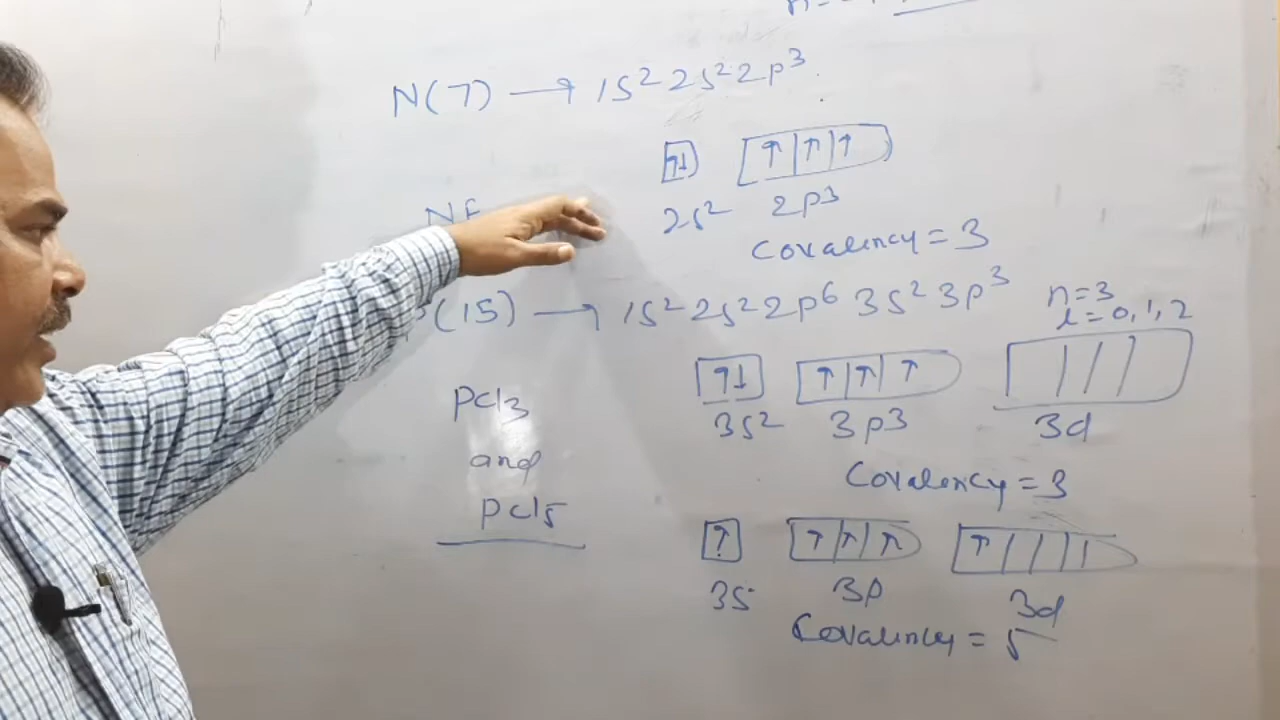 N(7) → 1s² 2s² 2p³
↑↓ ↑ ↑ ↑
2s² 2p3
Covalency = 3
P(15) → 1s² 2s² 2p⁶ 3s² 3p³
n=3
l=0,1,2
↑↓ ↑ ↑ ↑
3s² 3p3 3d
Covalency = 3
PCl3
and
PCl5
↑ ↑ ↑ ↑ ↑
3s 3p 3d
Covalency = 5